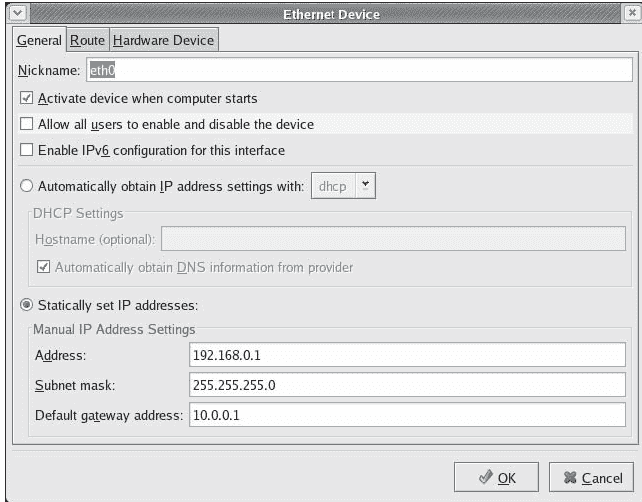 Ethernet Device
General Route Hardware Device
Nickname: eth0
Activate device when computer starts
Allow all users to enable and disable the device
Enable IPv6 configuration for this interface
Automatically obtain IP address settings with: dhcp
DHCP Settings
Hostname (optional):
Automatically obtain DNS information from provider
Statically set IP addresses:
Manual IP Address Settings
Address: 192.168.0.1
Subnet mask: 255.255.255.0
Default gateway address: 10.0.0.1
OK Cancel